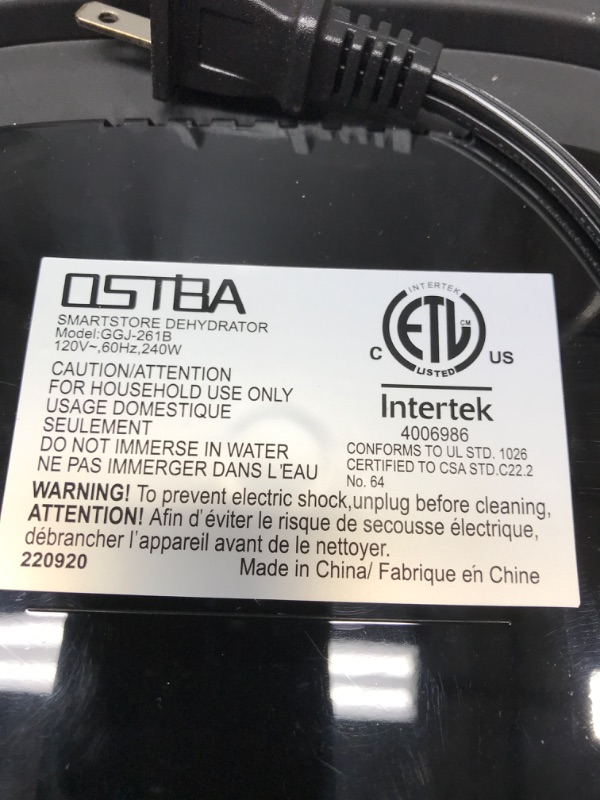 OSTBA
SMARTSTORE DEHYDRATOR
Model:GGJ-261B
120V~,60Hz,240W
CAUTION/ATTENTION
FOR HOUSEHOLD USE ONLY
USAGE DOMESTIQUE
SEULEMENT
DO NOT IMMERSE IN WATER
NE PAS IMMERGER DANS L'EAU
INTERTEK
ETL CM
C US
LISTED
Intertek
4006986
CONFORMS TO UL STD. 1026
CERTIFIED TO CSA STD.C22.2
No. 64
WARNING! To prevent electric shock,unplug before cleaning,
ATTENTION! Afin d'éviter le risque de secousse électrique,
débrancher l'appareil avant de le nettoyer.
220920 Made in China/ Fabrique eń Chine